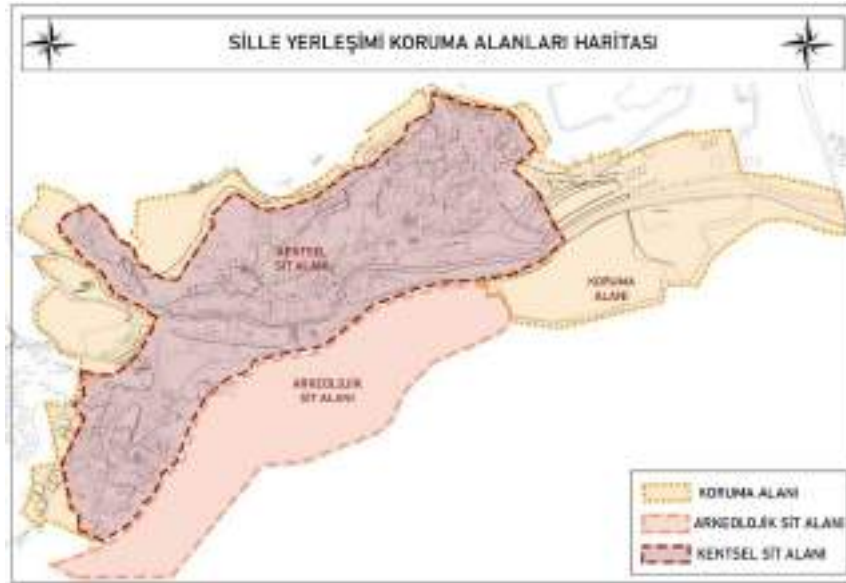 SİLLE YERLEŞİMİ KORUMA ALANLARI HARİTASI
KENTSEL
SİT ALANI
KORUMA
ALANI
ARKEOLOJİK
SİT ALANI
KORUMA ALANI
ARKEOLOJİK SİT ALANI
KENTSEL SİT ALANI